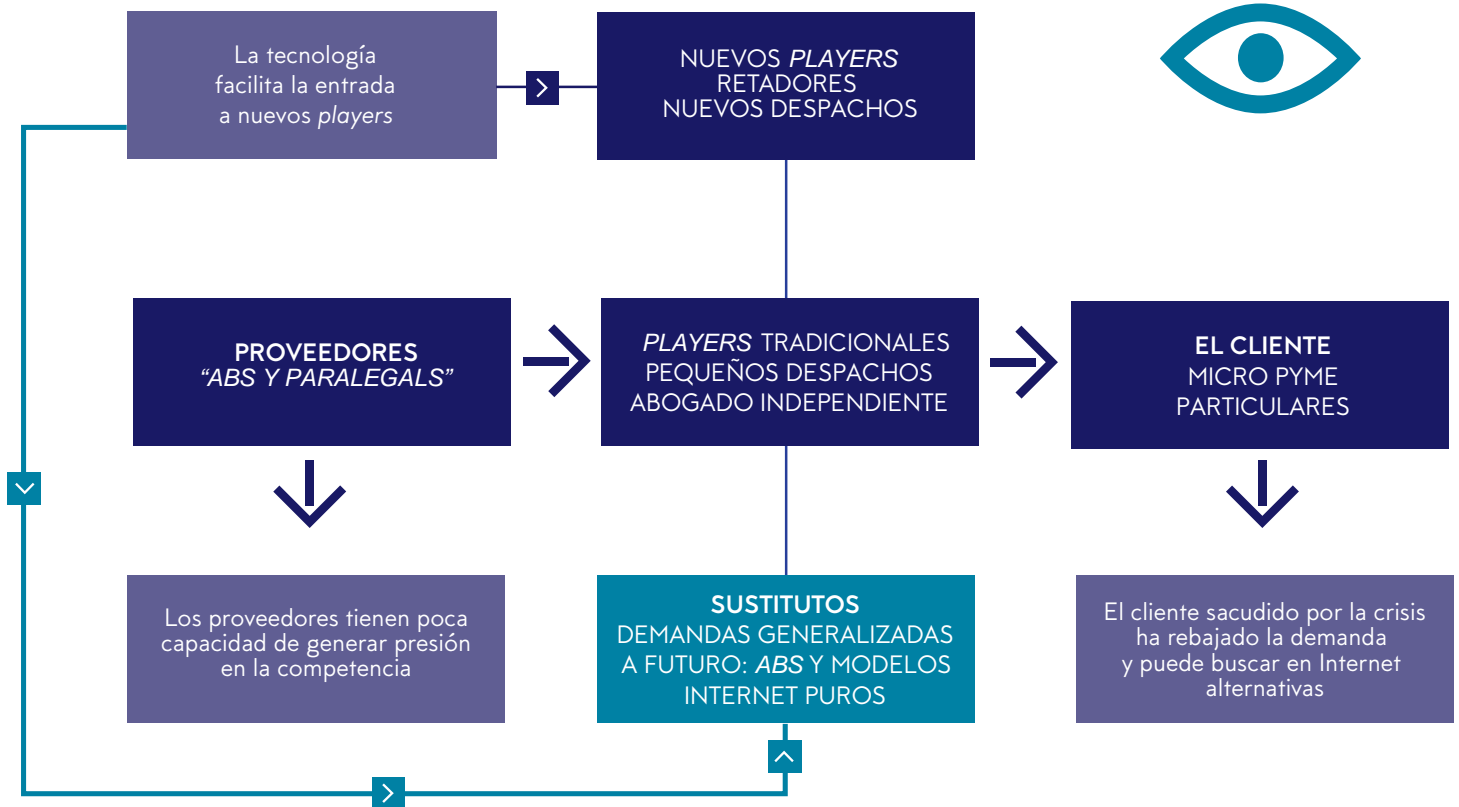 La tecnología
facilita la entrada
a nuevos players
NUEVOS PLAYERS
RETADORES
NUEVOS DESPACHOS
PROVEEDORES
“ABS Y PARALEGALS”
PLAYERS TRADICIONALES
PEQUEÑOS DESPACHOS
ABOGADO INDEPENDIENTE
EL CLIENTE
MICRO PYME
PARTICULARES
Los proveedores tienen poca
capacidad de generar presión
en la competencia
SUSTITUTOS
DEMANDAS GENERALIZADAS
A FUTURO: ABS Y MODELOS
INTERNET PUROS
El cliente sacudido por la crisis
ha rebajado la demanda
y puede buscar en Internet
alternativas